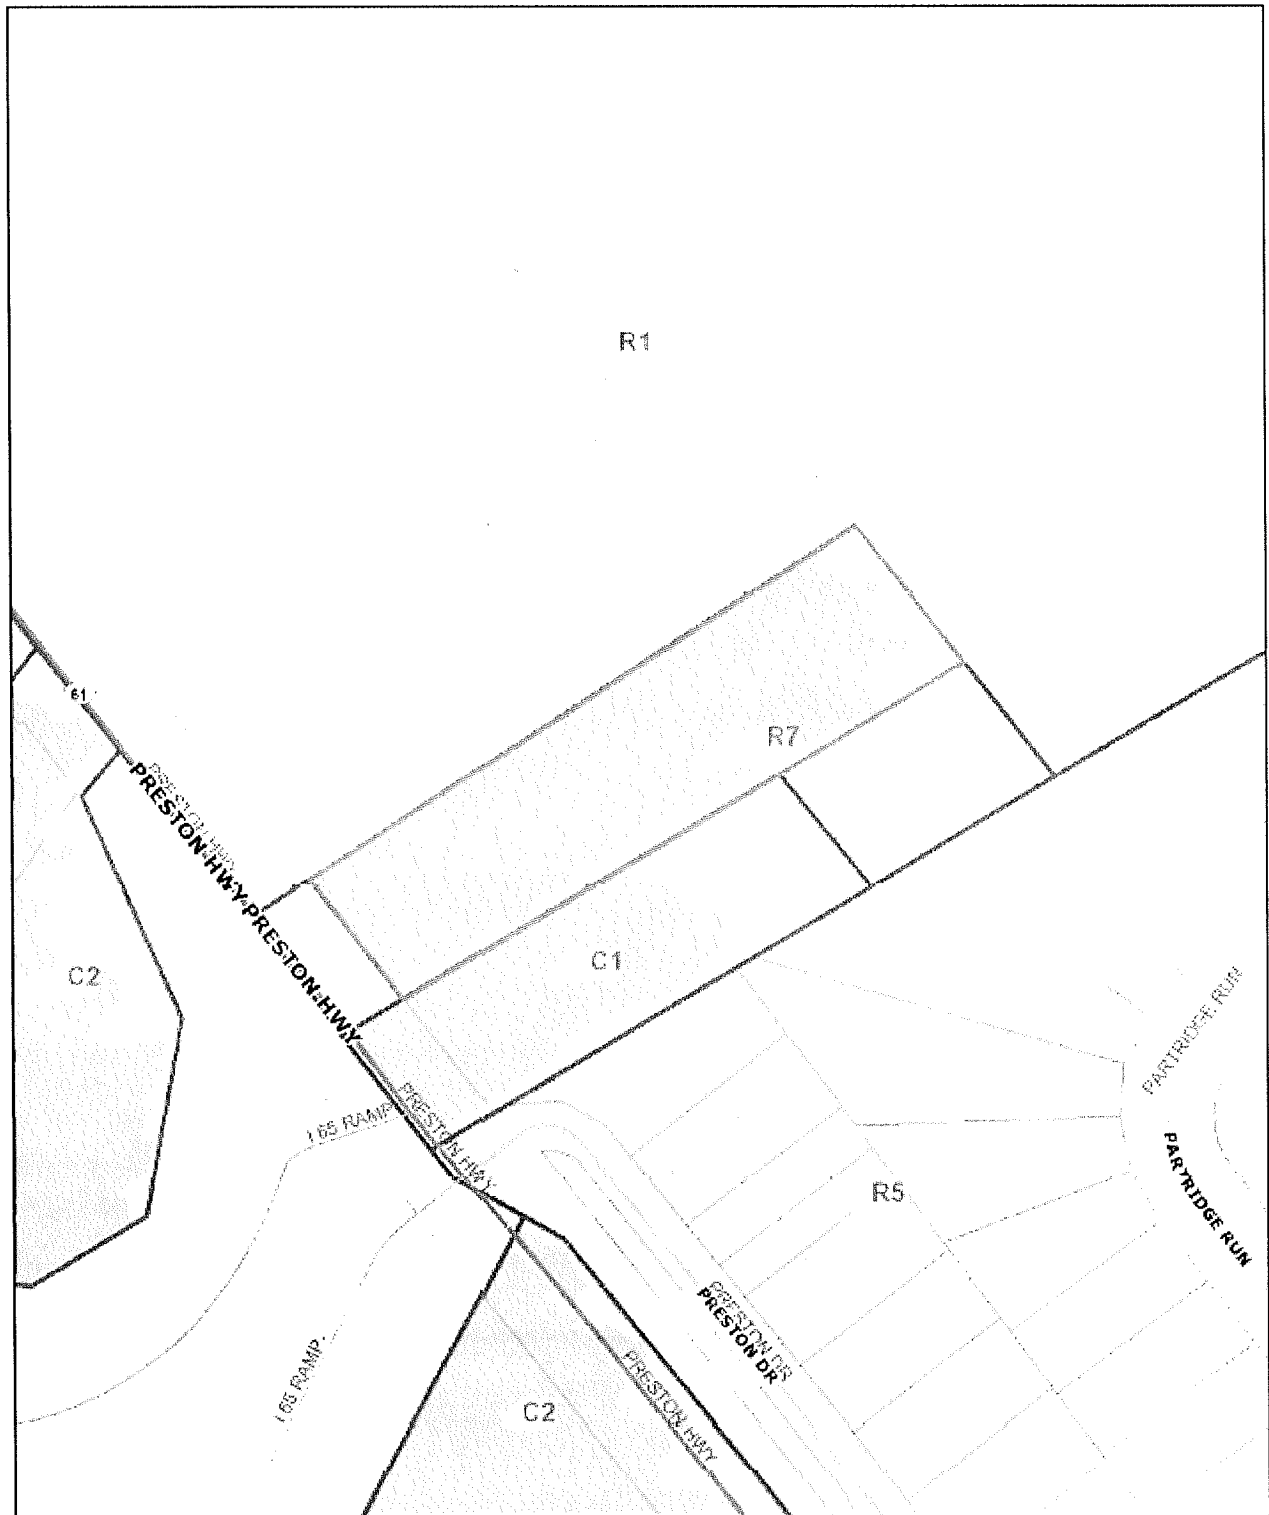 R1
61
R7
PRESTON HWY
PRESTON HWY
PRESTON HWY
C1
C2
PARTRIDGE RUN
PRESTON HWY
I 65 RAMP
PARTRIDGE RUN
R5
PRESTON DR
PRESTON DR
I 65 RAMP
PRESTON HWY
C2